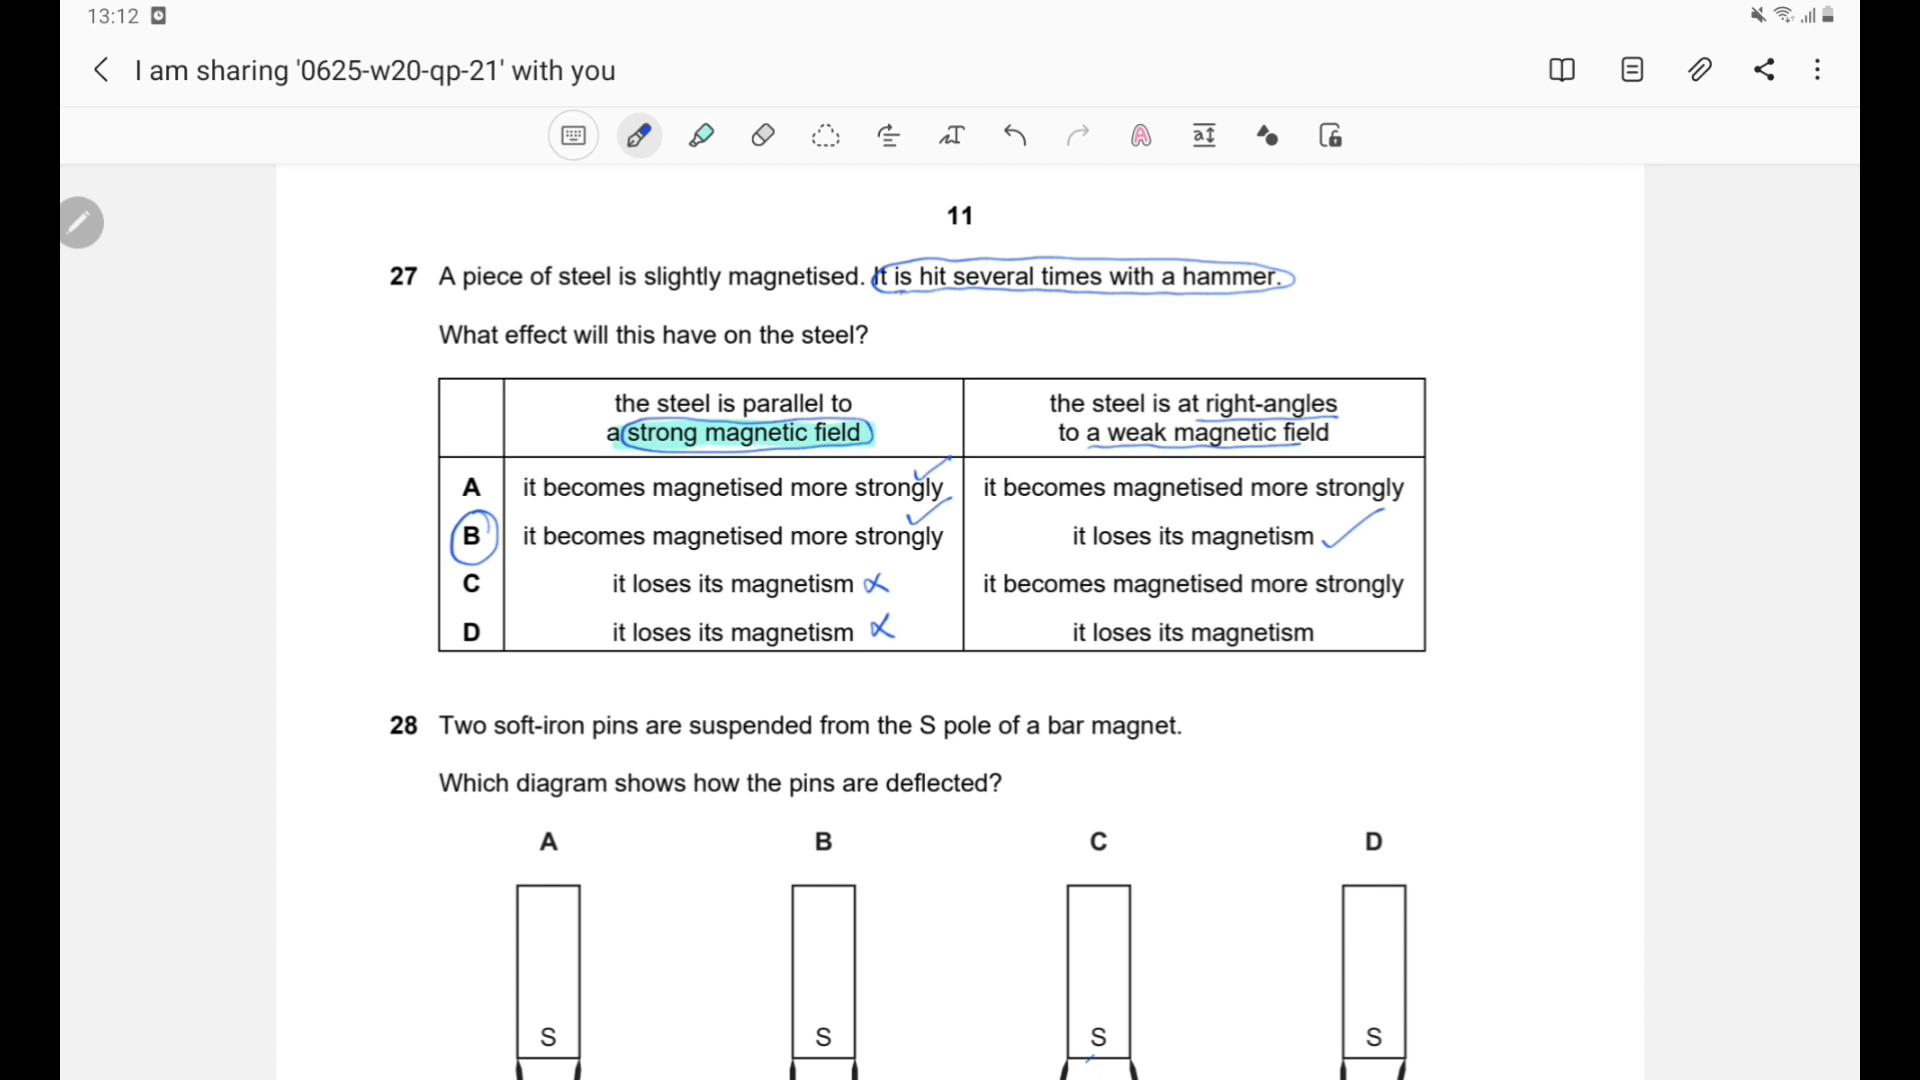 13:12
I am sharing '0625-w20-qp-21' with you
11
27 A piece of steel is slightly magnetised. It is hit several times with a hammer.
What effect will this have on the steel?
the steel is parallel to
a strong magnetic field
the steel is at right-angles
to a weak magnetic field
A it becomes magnetised more strongly it becomes magnetised more strongly
B it becomes magnetised more strongly it loses its magnetism
C it loses its magnetism it becomes magnetised more strongly
D it loses its magnetism it loses its magnetism
28 Two soft-iron pins are suspended from the S pole of a bar magnet.
Which diagram shows how the pins are deflected?
A B C D
S S S S